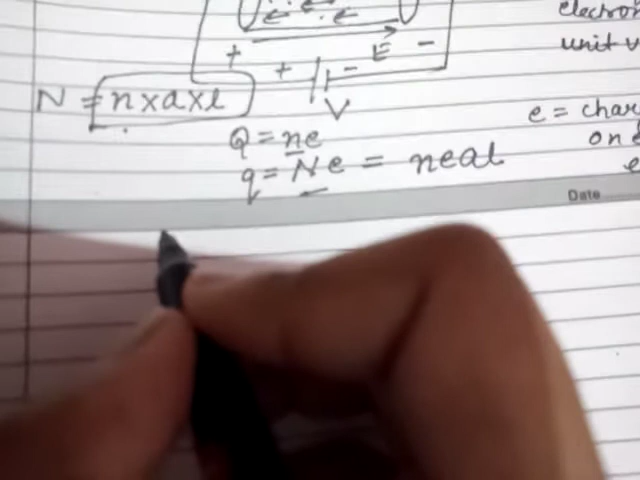 electron
unit v
+ E -
+ -
V
N = n×a×l
Q = ne
e = char
q = Ne = neal
on e
e
Date